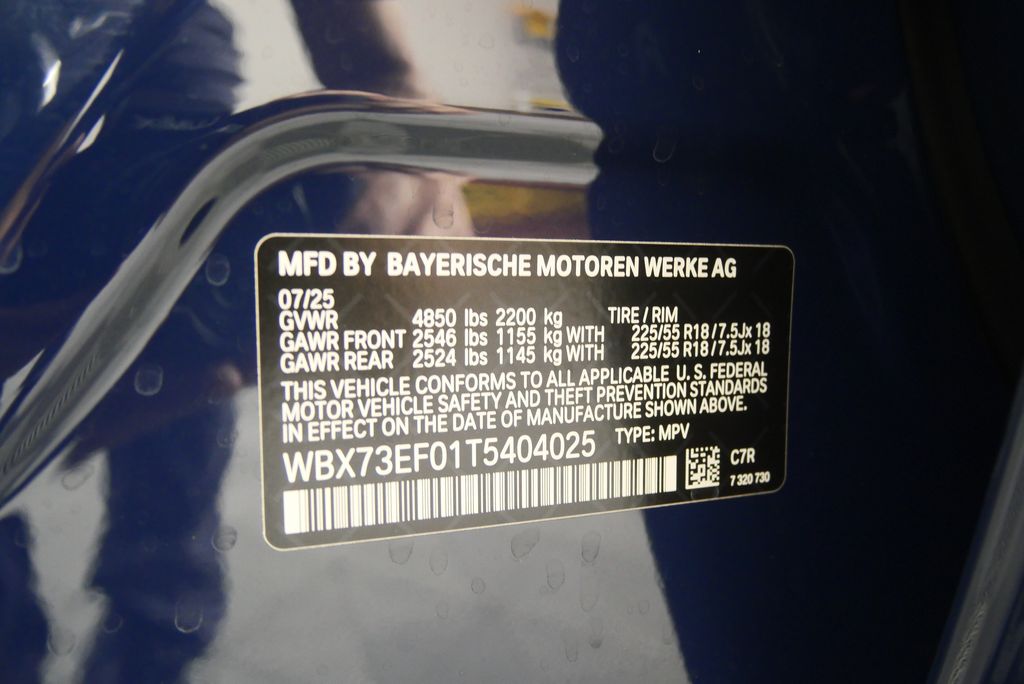 MFD BY BAYERISCHE MOTOREN WERKE AG
07/25
GVWR 4850 lbs 2200 kg TIRE / RIM
GAWR FRONT 2546 lbs 1155 kg WITH 225/55 R18 / 7.5Jx 18
GAWR REAR 2524 lbs 1145 kg WITH 225/55 R18 / 7.5Jx 18
THIS VEHICLE CONFORMS TO ALL APPLICABLE U.S. FEDERAL
MOTOR VEHICLE SAFETY AND THEFT PREVENTION STANDARDS
IN EFFECT ON THE DATE OF MANUFACTURE SHOWN ABOVE.
WBX73EF01T5404025 TYPE: MPV
C7R
7 320 730